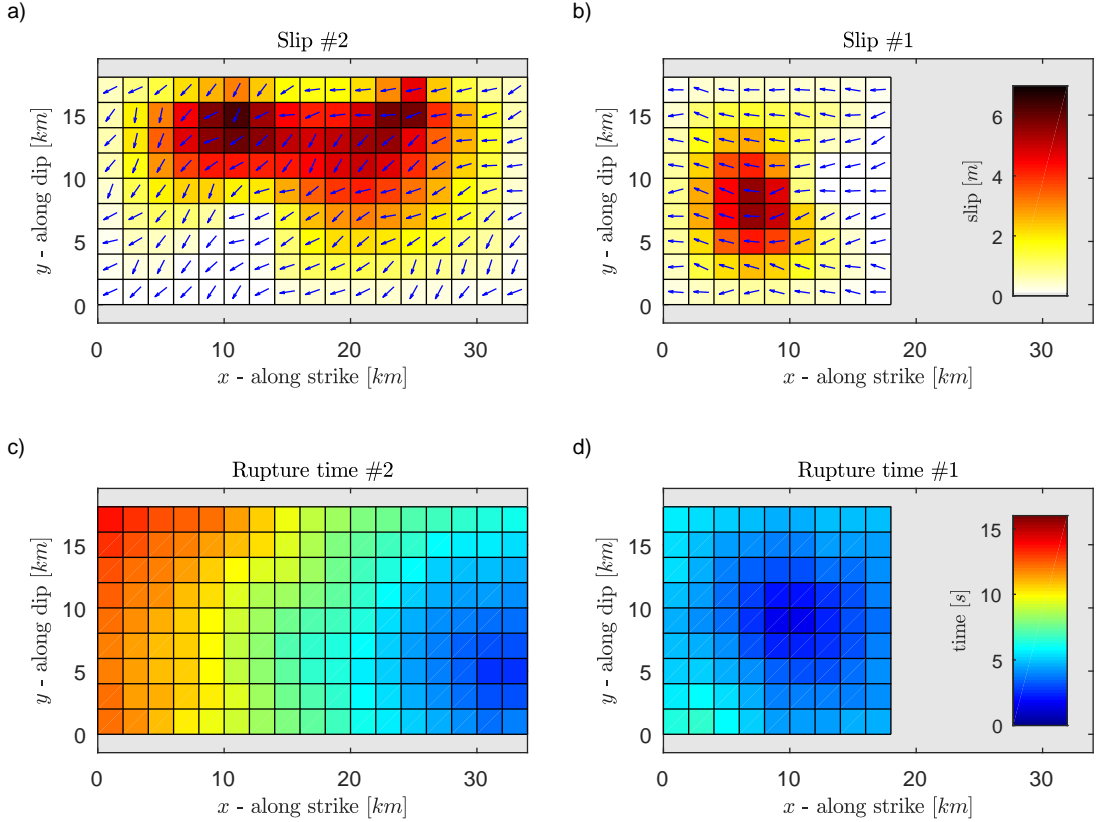 a)
Slip #2
y - along dip [km]
15
10
5
0
0
10
20
30
x - along strike [km]
b)
Slip #1
y - along dip [km]
15
10
5
0
0
10
20
30
x - along strike [km]
slip [m]
6
4
2
0
c)
Rupture time #2
y - along dip [km]
15
10
5
0
0
10
20
30
x - along strike [km]
d)
Rupture time #1
y - along dip [km]
15
10
5
0
0
10
20
30
x - along strike [km]
time [s]
15
10
5
0